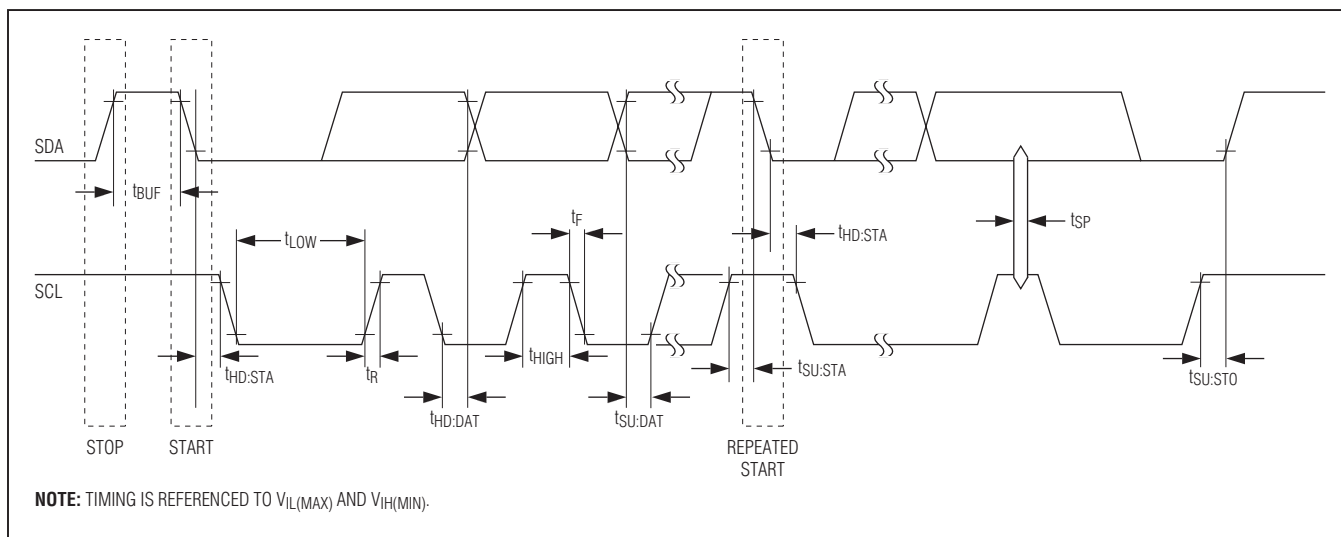 SDA
tBUF
tLOW
tF
tHD:STA
tSP
SCL
tHD:STA
tR
tHD:DAT
tHIGH
tSU:DAT
tSU:STA
tSU:STO
STOP
START
REPEATED
START
NOTE: TIMING IS REFERENCED TO VIL(MAX) AND VIH(MIN).